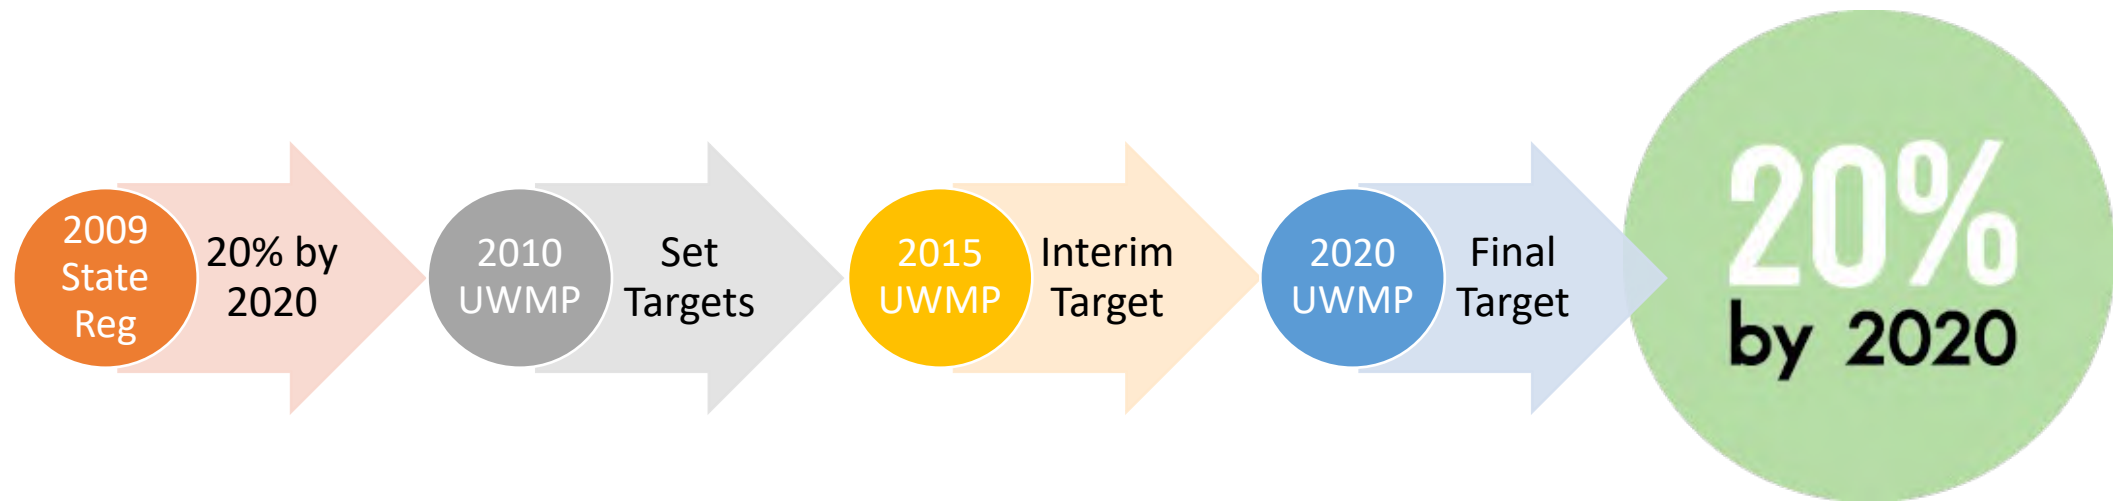 2009
State
Reg
20% by
2020
2010
UWMP
Set
Targets
2015
UWMP
Interim
Target
2020
UWMP
Final
Target
20%
by 2020